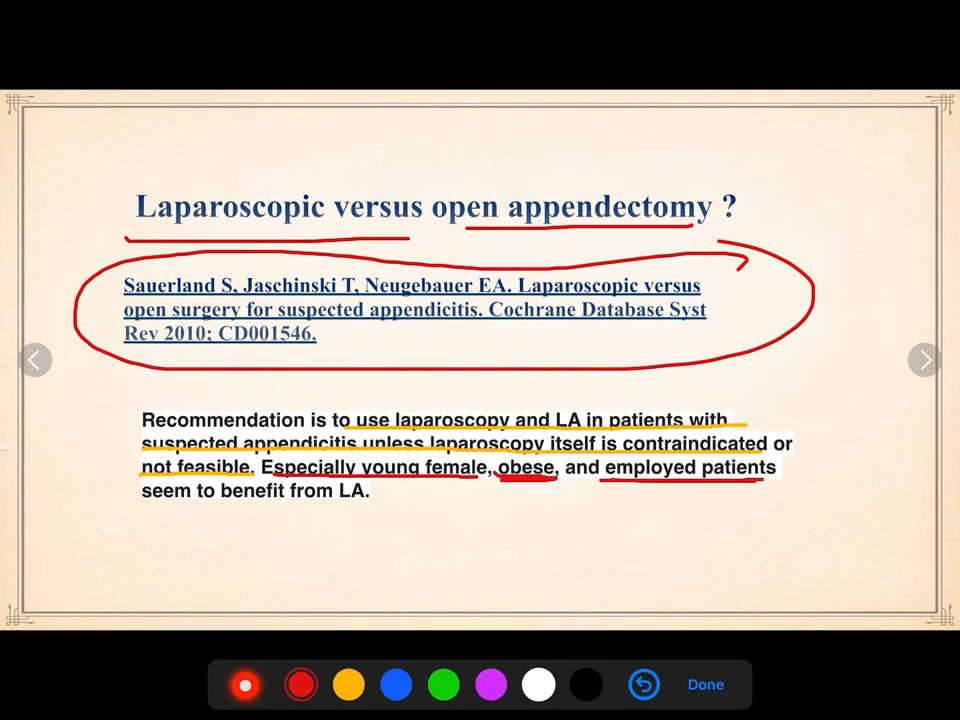 Laparoscopic versus open appendectomy ?
Sauerland S, Jaschinski T, Neugebauer EA. Laparoscopic versus
open surgery for suspected appendicitis. Cochrane Database Syst
Rev 2010; CD001546.
Recommendation is to use laparoscopy and LA in patients with
suspected appendicitis unless laparoscopy itself is contraindicated or
not feasible. Especially young female, obese, and employed patients
seem to benefit from LA.
Done